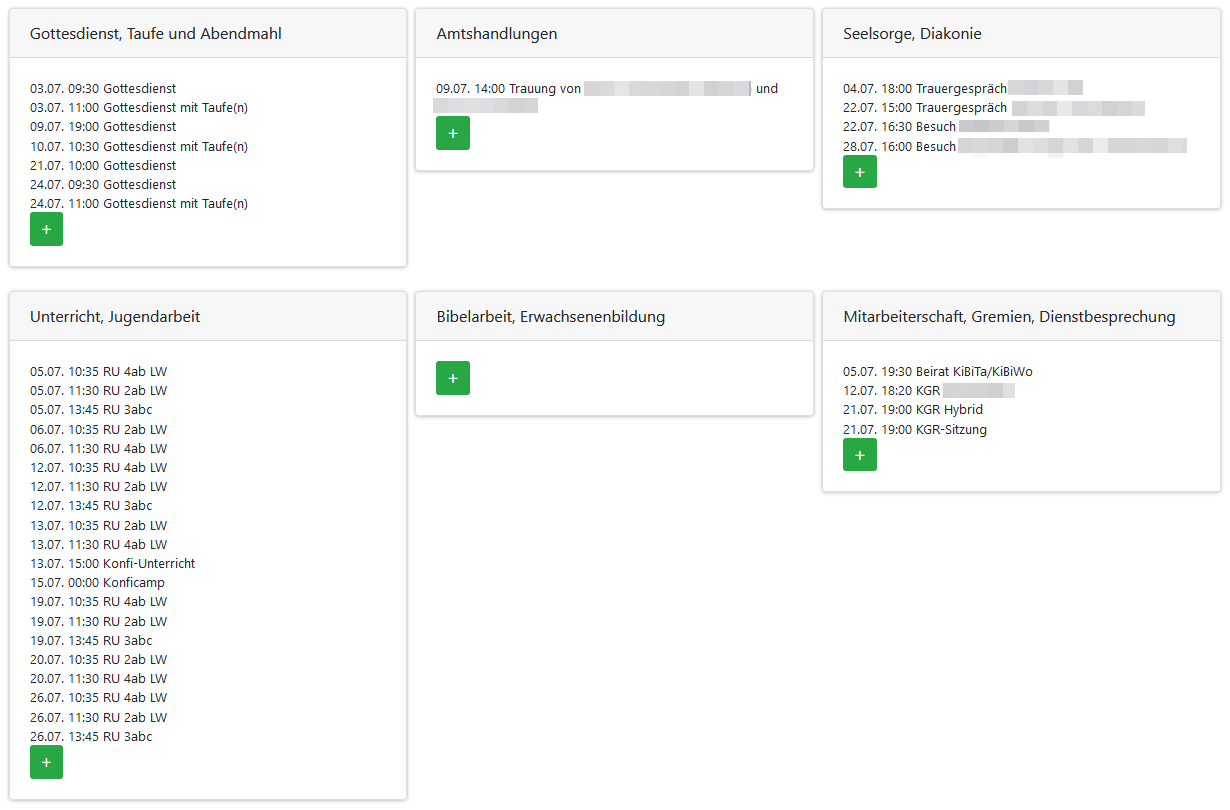 Gottesdienst, Taufe und Abendmahl
03.07. 09:30 Gottesdienst
03.07. 11:00 Gottesdienst mit Taufe(n)
09.07. 19:00 Gottesdienst
10.07. 10:30 Gottesdienst mit Taufe(n)
21.07. 10:00 Gottesdienst
24.07. 09:30 Gottesdienst
24.07. 11:00 Gottesdienst mit Taufe(n)
+
Amtshandlungen
09.07. 14:00 Trauung von und
+
Seelsorge, Diakonie
04.07. 18:00 Trauergespräch
22.07. 15:00 Trauergespräch
22.07. 16:30 Besuch
28.07. 16:00 Besuch
+
Unterricht, Jugendarbeit
05.07. 10:35 RU 4ab LW
05.07. 11:30 RU 2ab LW
05.07. 13:45 RU 3abc
06.07. 10:35 RU 2ab LW
06.07. 11:30 RU 4ab LW
12.07. 10:35 RU 4ab LW
12.07. 11:30 RU 2ab LW
12.07. 13:45 RU 3abc
13.07. 10:35 RU 2ab LW
13.07. 11:30 RU 4ab LW
13.07. 15:00 Konfi-Unterricht
15.07. 00:00 Konficamp
19.07. 10:35 RU 4ab LW
19.07. 11:30 RU 2ab LW
19.07. 13:45 RU 3abc
20.07. 10:35 RU 2ab LW
20.07. 11:30 RU 4ab LW
26.07. 10:35 RU 4ab LW
26.07. 11:30 RU 2ab LW
26.07. 13:45 RU 3abc
+
Bibelarbeit, Erwachsenenbildung
+
Mitarbeiterschaft, Gremien, Dienstbesprechung
05.07. 19:30 Beirat KiBiTa/KiBiWo
12.07. 18:20 KGR
21.07. 19:00 KGR Hybrid
21.07. 19:00 KGR-Sitzung
+